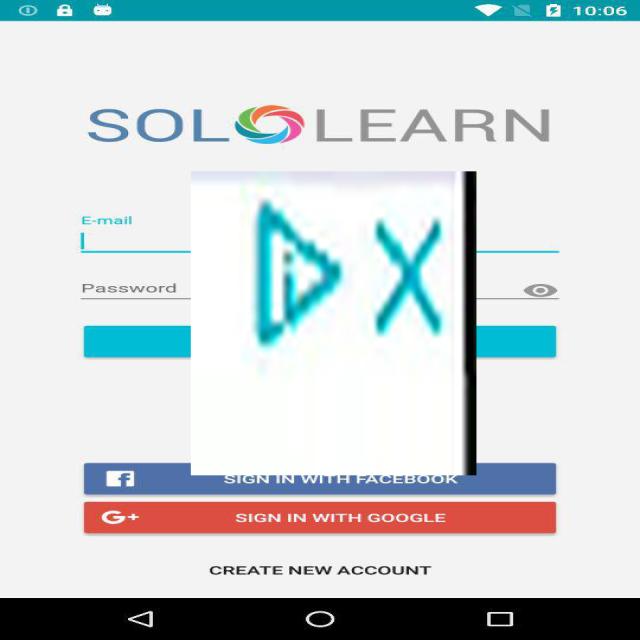 10:06
SOLOLEARN
E-mail
Password
SIGN IN WITH FACEBOOK
G+ SIGN IN WITH GOOGLE
CREATE NEW ACCOUNT